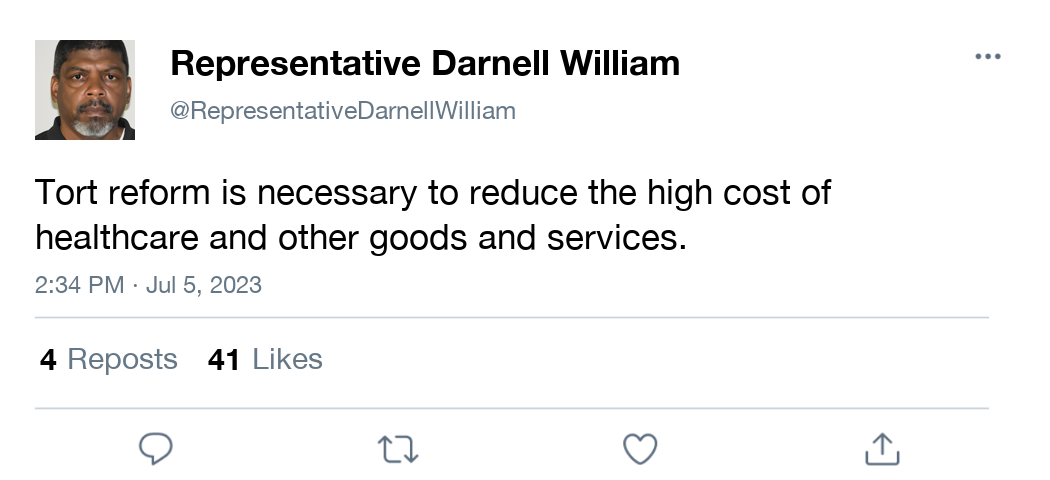 Representative Darnell William
@RepresentativeDarnellWilliam
Tort reform is necessary to reduce the high cost of
healthcare and other goods and services.
2:34 PM · Jul 5, 2023
4 Reposts 41 Likes